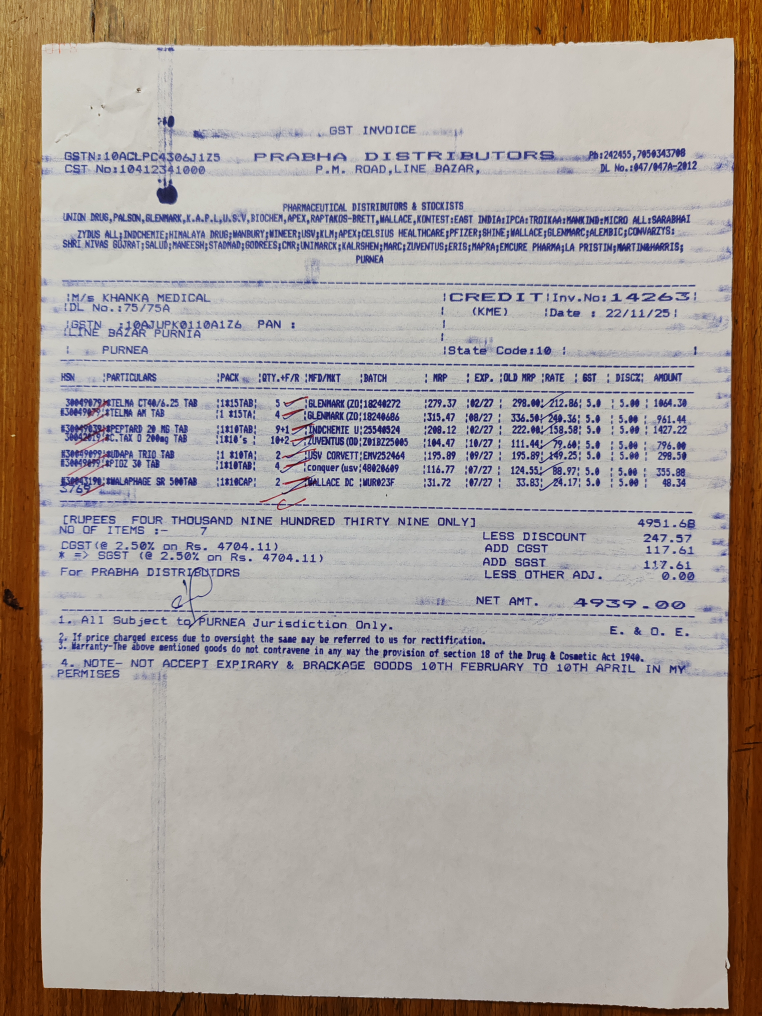 GST INVOICE
GSTN:10ACLPC4306J1Z5 PRABHA DISTRIBUTORS Ph:242455,7050343708
CST No:10412341000 P.M. ROAD,LINE BAZAR, DL No.:047/047A-2012
PHARMACEUTICAL DISTRIBUTORS & STOCKISTS
UNION DRUG,PALSON,GLENMARK,K.A.P.L,U.S.V,BIOCHEM,APEX,RAPTAKOS-BRETT,WALLACE,KONTEST:EAST INDIA:IPCA:TROIKAA:MANKIND:MICRO ALL:SARABHAI
ZYDUS ALL;INDCHEMIE;HIMALAYA DRUG;WANBURY;WINEER;USV;KLM;APEX;CELSIUS HEALTHCARE;PFIZER;SHINE;WALLACE;GLENMARC;ALEMBIC;CONVARZYS:
SHRI NIVAS GUJRAT;SALUD;MANEESH;STADMAD;GODREES;CMR;UNIMARCK;KALRSHEN;MARC;ZUVENTUS;ERIS;MAPRA;EMCURE PHARMA;LA PRISTIN;MARTIN&HARRIS;
PURNEA
M/s KHANKA MEDICAL CREDIT Inv.No:14263
DL No.:75/75A (KME) Date : 22/11/25
GSTN :10AJUPK0110A1Z6 PAN :
LINE BAZAR PURNIA
PURNEA State Code:10
HSN PARTICULARS PACK QTY.+F/R MFD/MKT BATCH MRP EXP. OLD MRP RATE GST DISC% AMOUNT
30049079 *TELMA CT40/6.25 TAB 1*15TAB 5 GLENMARK (ZO 18240272 279.37 02/27 298.00 212.86 5.0 5.00 1064.30
*TELMA AM TAB 1 *15TA 4 GLENMARK (ZO 18240686 315.47 08/27 336.50 240.36 5.0 5.00 961.44
*PEPTARD 20 MG TAB 1*10TAB 9+1 INDCHEMIE U 25540524 208.12 02/27 222.00 158.58 5.0 5.00 1427.22
*C.TAX O 200mg TAB 1*10's 10+2 ZUVENTUS (OD Z01BZ25005 104.47 10/27 111.44 79.60 5.0 5.00 796.00
*UDAPA TRIO TAB 1 *10TA 2 USV CORVETT EMV252464 195.89 09/27 195.89 149.25 5.0 5.00 298.50
*PIOZ 30 TAB 1*10TAB 4 conquer (usv 48020609 116.77 07/27 124.55 88.97 5.0 5.00 355.88
*WALAPHAGE SR 500TAB 1*10CAP 2 WALLACE DC WUR023F 31.72 07/27 33.83 24.17 5.0 5.00 48.34
[RUPEES FOUR THOUSAND NINE HUNDRED THIRTY NINE ONLY] 4951.68
NO OF ITEMS :- 7 LESS DISCOUNT 247.57
CGST(@ 2.50% on Rs. 4704.11) ADD CGST 117.61
* => SGST (@ 2.50% on Rs. 4704.11) ADD SGST 117.61
For PRABHA DISTRIBUTORS LESS OTHER ADJ. 0.00
NET AMT. 4939.00
1. All Subject to PURNEA Jurisdiction Only. E. & O. E.
2. If price charged excess due to oversight the same may be referred to us for rectification.
3. Warranty-The above mentioned goods do not contravene in any way the provision of section 18 of the Drug & Cosmetic Act 1940.
4. NOTE- NOT ACCEPT EXPIRARY & BRACKAGE GOODS 10TH FEBRUARY TO 10TH APRIL IN MY
PERMISES